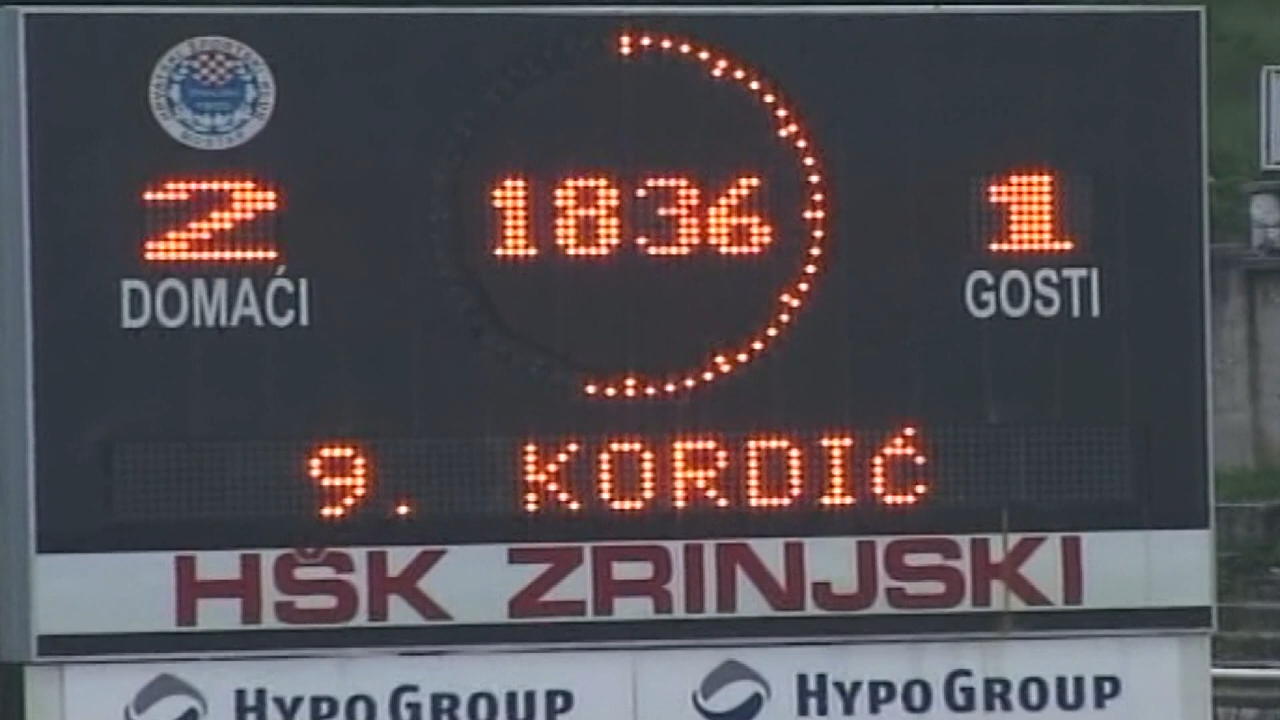 2 1836 1
DOMAĆI GOSTI
9. KORDIĆ
HŠK ZRINJSKI
HYPO GROUP HYPO GROUP